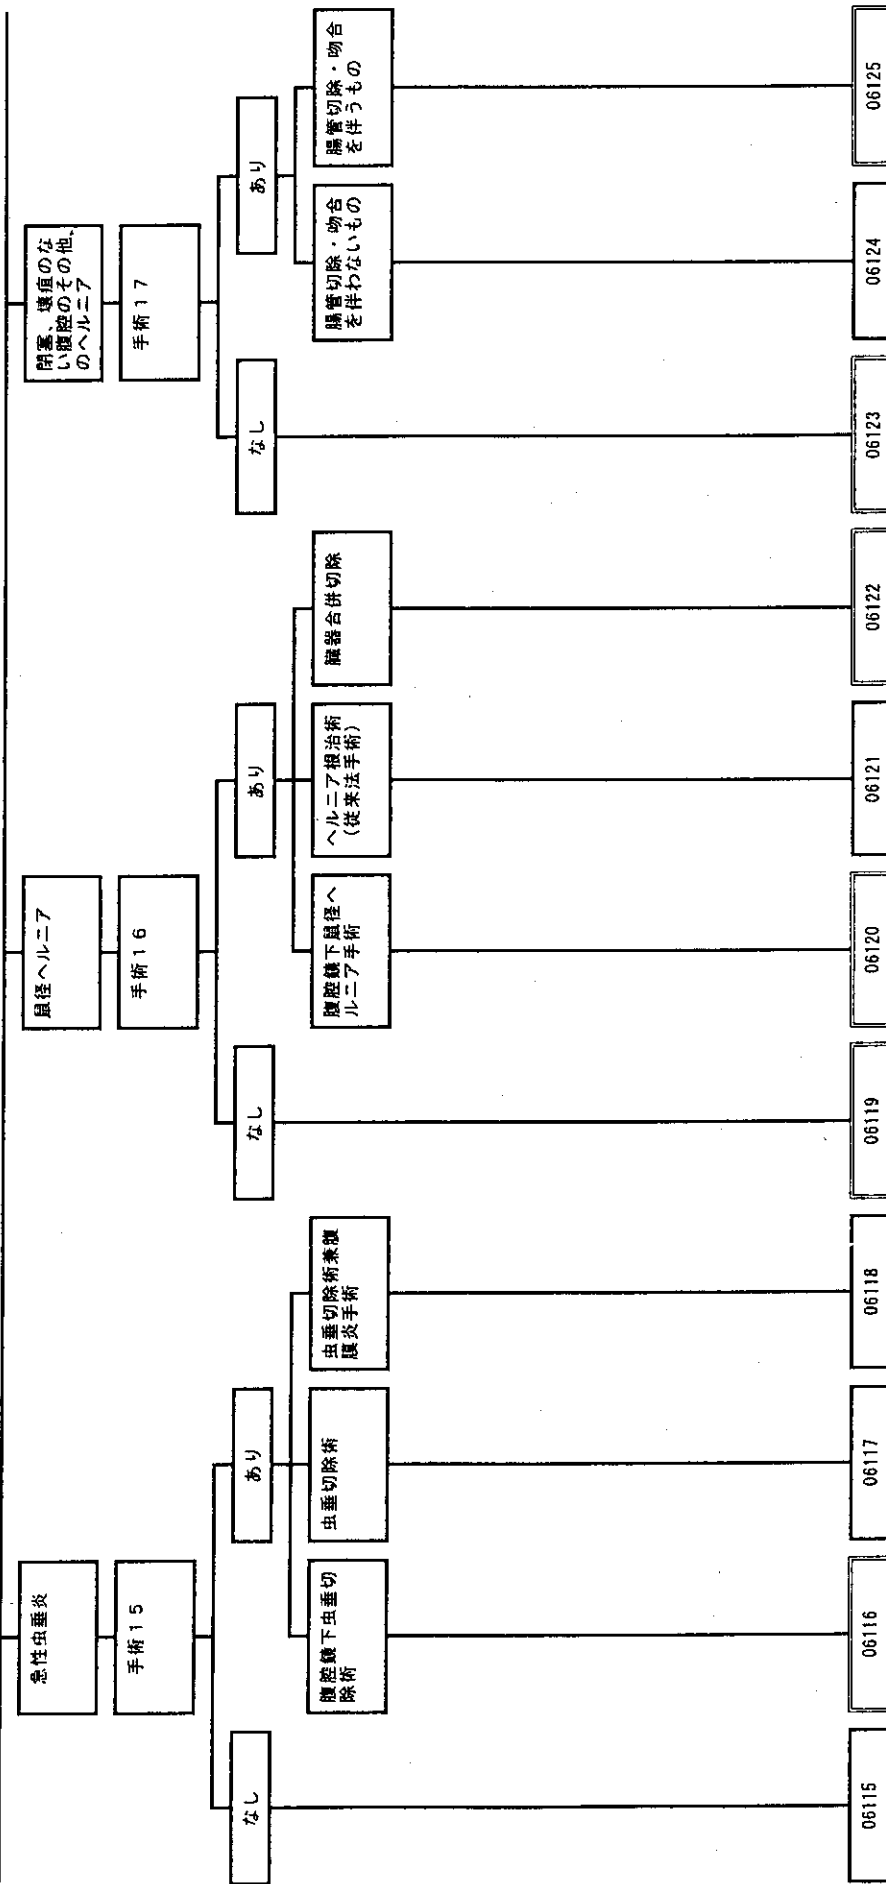 急性虫垂炎
手術15
なし
あり
腹腔鏡下虫垂切
除術
虫垂切除術
虫垂切除術兼腹
膜炎手術
06115
06116
06117
06118
鼠径ヘルニア
手術16
なし
あり
腹腔鏡下鼠径ヘ
ルニア手術
ヘルニア根治術
(従来法手術)
臓器合併切除
06119
06120
06121
06122
閉塞、壊疽のな
い腹腔のその他、
のヘルニア
手術17
なし
あり
腸管切除・吻合
を伴わないもの
腸管切除・吻合
を伴うもの
06123
06124
06125